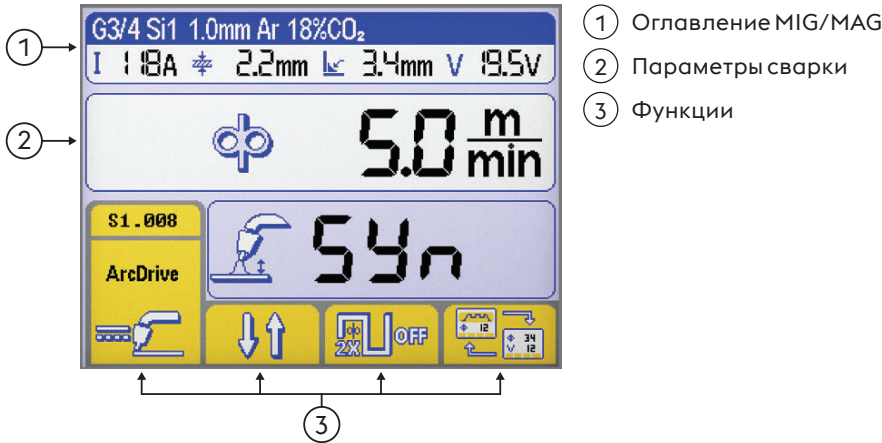 G3/4 Si1 1.0mm Ar 18%CO₂
I 118A 2.2mm 3.4mm V 19.5V
5.0 m/min
S1.008
ArcDrive
Syn
2X OFF
12
34
V 12
1 Оглавление MIG/MAG
2 Параметры сварки
3 Функции
1
2
3